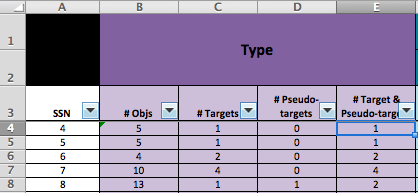 A B C D E
1 Type
2
# Pseudo- # Target &
3 SSN # Objs # Targets targets Pseudo-targe
4 4 5 1 0 1
5 5 5 1 0 1
6 6 4 2 0 2
7 7 10 4 0 4
8 8 13 1 1 2